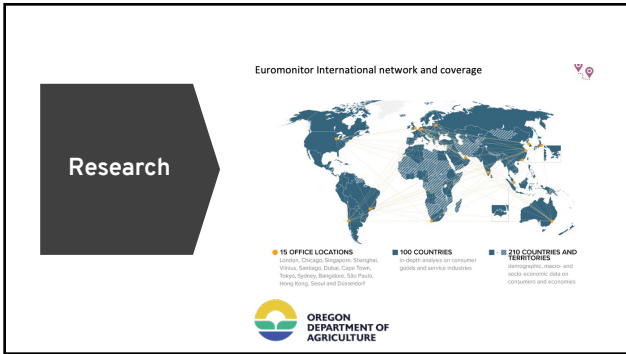 Euromonitor International network and coverage
Research
15 OFFICE LOCATIONS
London, Chicago, Singapore, Shanghai,
Vilnius, Santiago, Dubai, Cape Town,
Tokyo, Sydney, Bangalore, São Paulo,
Hong Kong, Seoul and Düsseldorf
100 COUNTRIES
in-depth analysis on consumer
goods and service industries
210 COUNTRIES AND
TERRITORIES
demographic, macro- and
socio-economic data on
consumers and economies
OREGON
DEPARTMENT OF
AGRICULTURE